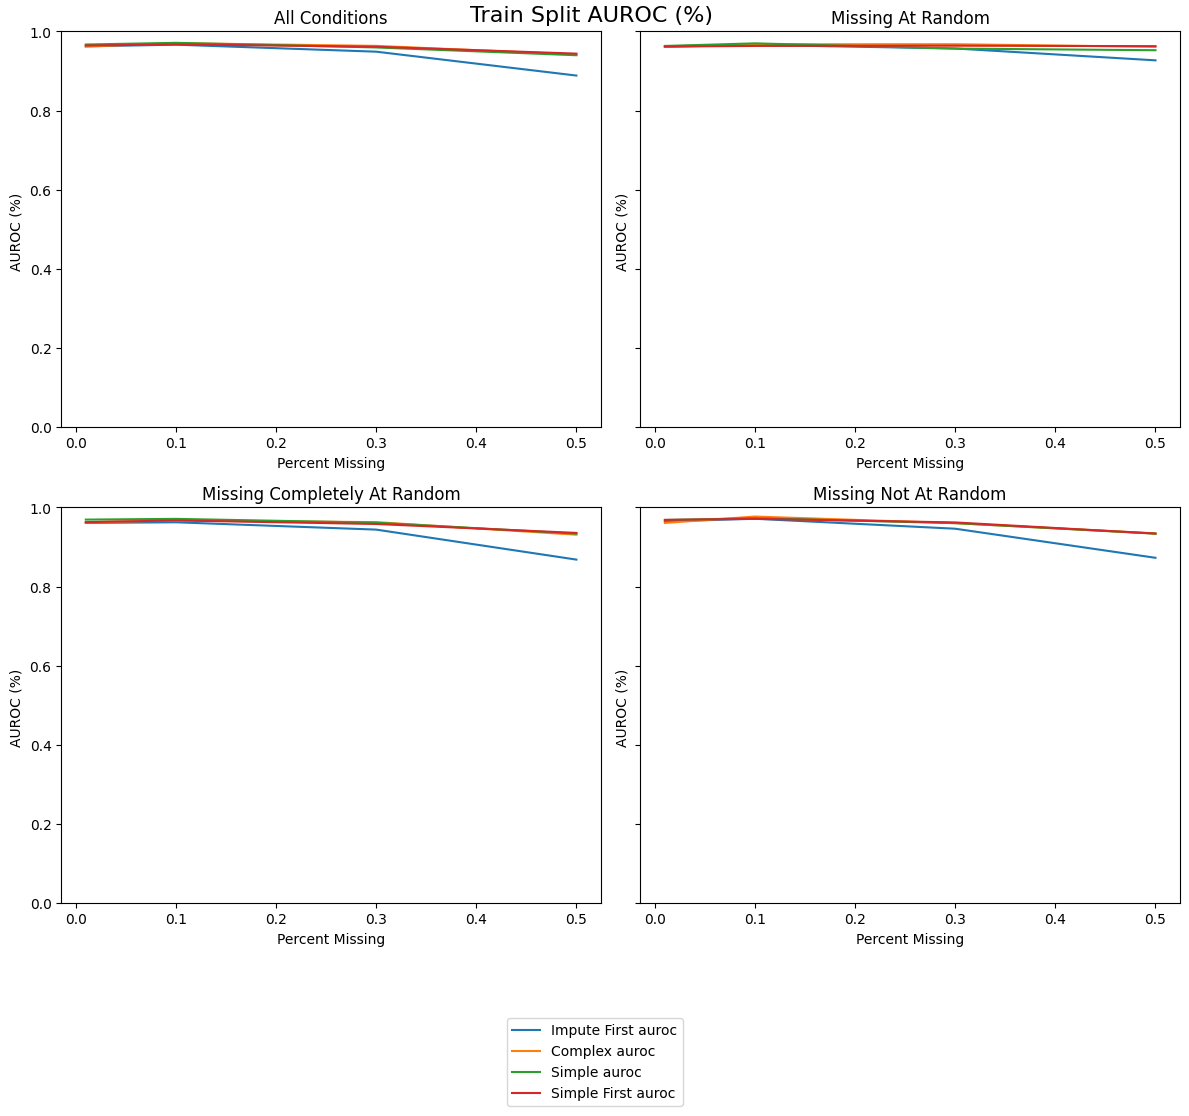 Train Split AUROC (%)
All Conditions
1.0
0.8
0.6
0.4
0.2
0.0
AUROC (%)
0.0 0.1 0.2 0.3 0.4 0.5
Percent Missing
Missing At Random
AUROC (%)
0.0 0.1 0.2 0.3 0.4 0.5
Percent Missing
Missing Completely At Random
1.0
0.8
0.6
0.4
0.2
0.0
AUROC (%)
0.0 0.1 0.2 0.3 0.4 0.5
Percent Missing
Missing Not At Random
AUROC (%)
0.0 0.1 0.2 0.3 0.4 0.5
Percent Missing
Impute First auroc
Complex auroc
Simple auroc
Simple First auroc